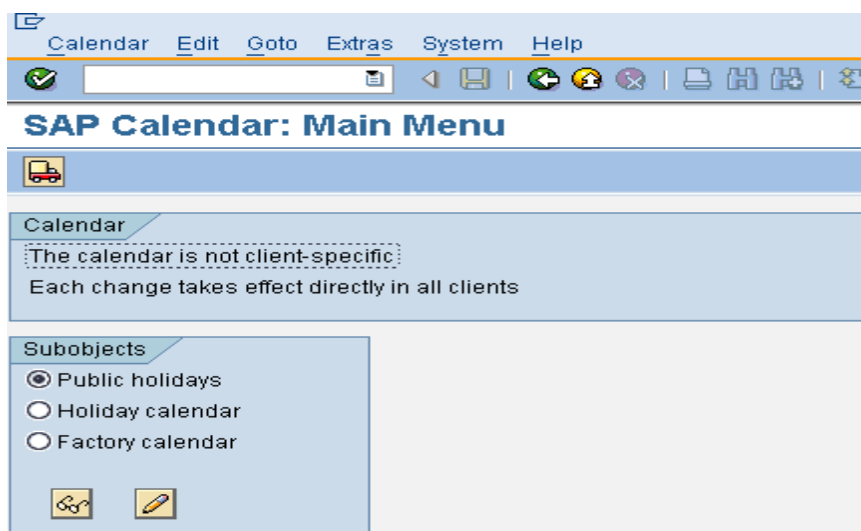 Calendar Edit Goto Extras System Help
SAP Calendar: Main Menu
Calendar
The calendar is not client-specific
Each change takes effect directly in all clients
Subobjects
Public holidays
Holiday calendar
Factory calendar